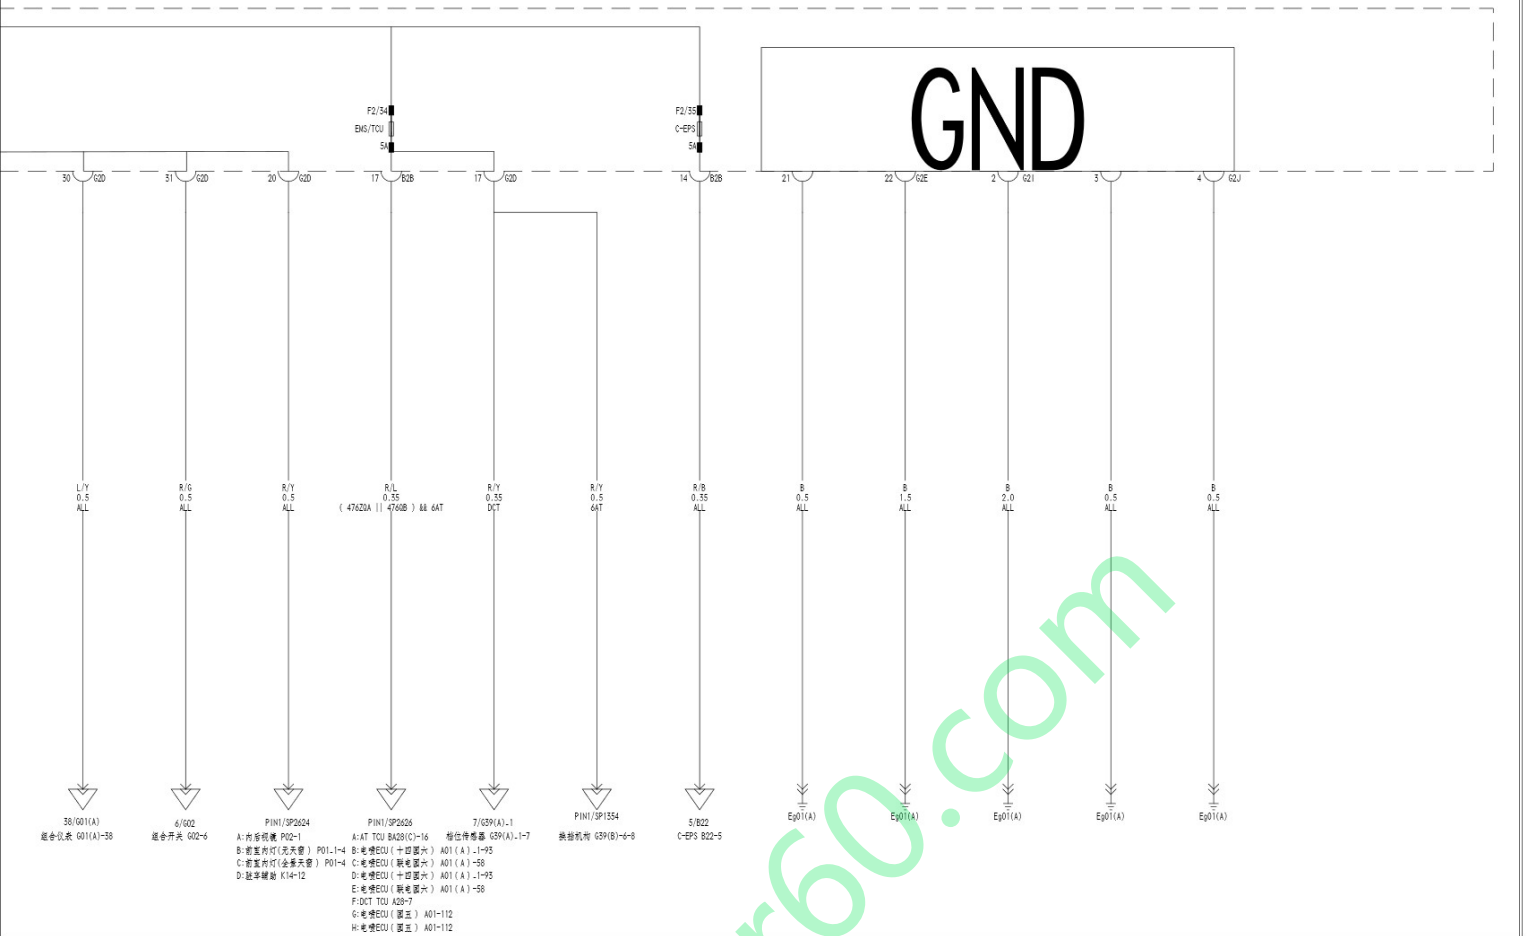 GND
F2/34
EMS/TCU
5A
F2/35
C-EPS
5A
30 G2D
31 G2D
20 G2D
17 B2B
17 G2D
14 B2B
21
22 G2E
2 G2I
3
4 G2J
L/Y
0.5
ALL
R/G
0.5
ALL
R/Y
0.5
ALL
R/L
0.35
( 476ZQA || 476QB ) && 6AT
R/Y
0.35
DCT
R/Y
0.5
6AT
R/B
0.35
ALL
B
0.5
ALL
B
1.5
ALL
B
2.0
ALL
B
0.5
ALL
B
0.5
ALL
38/G01(A)
组合仪表 G01(A)-38
6/G02
组合开关 G02-6
PIN1/SP2624
A:内后视镜 P02-1
B:前室内灯(无天窗) P01_1-4
C:前室内灯(全景天窗) P01-4
D:驻车辅助 K14-12
PIN1/SP2626
A:AT TCU BA28(C)-16
B:电喷ECU(十四国六) A01(A)_1-93
C:电喷ECU(联电国六) A01(A)-58
D:电喷ECU(十四国六) A01(A)_1-93
E:电喷ECU(联电国六) A01(A)-58
F:DCT TCU A28-7
G:电喷ECU(国五) A01-112
H:电喷ECU(国五) A01-112
7/G39(A)_1
档位传感器 G39(A)_1-7
PIN1/SP1354
换挡机构 G39(B)-6-8
5/B22
C-EPS B22-5
Eg01(A)
Eg01(A)
Eg01(A)
Eg01(A)
Eg01(A)
r60.com